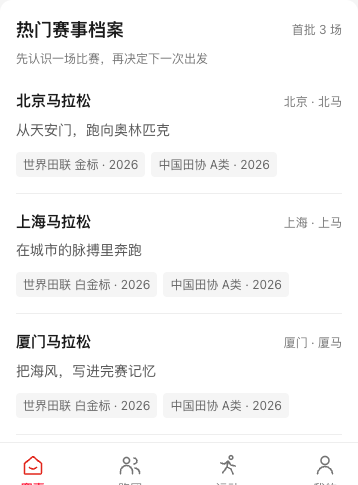 热门赛事档案 首批 3 场
先认识一场比赛，再决定下一次出发
北京马拉松 北京 · 北马
从天安门，跑向奥林匹克
世界田联 金标 · 2026 中国田协 A类 · 2026
上海马拉松 上海 · 上马
在城市的脉搏里奔跑
世界田联 白金标 · 2026 中国田协 A类 · 2026
厦门马拉松 厦门 · 厦马
把海风，写进完赛记忆
世界田联 白金标 · 2026 中国田协 A类 · 2026